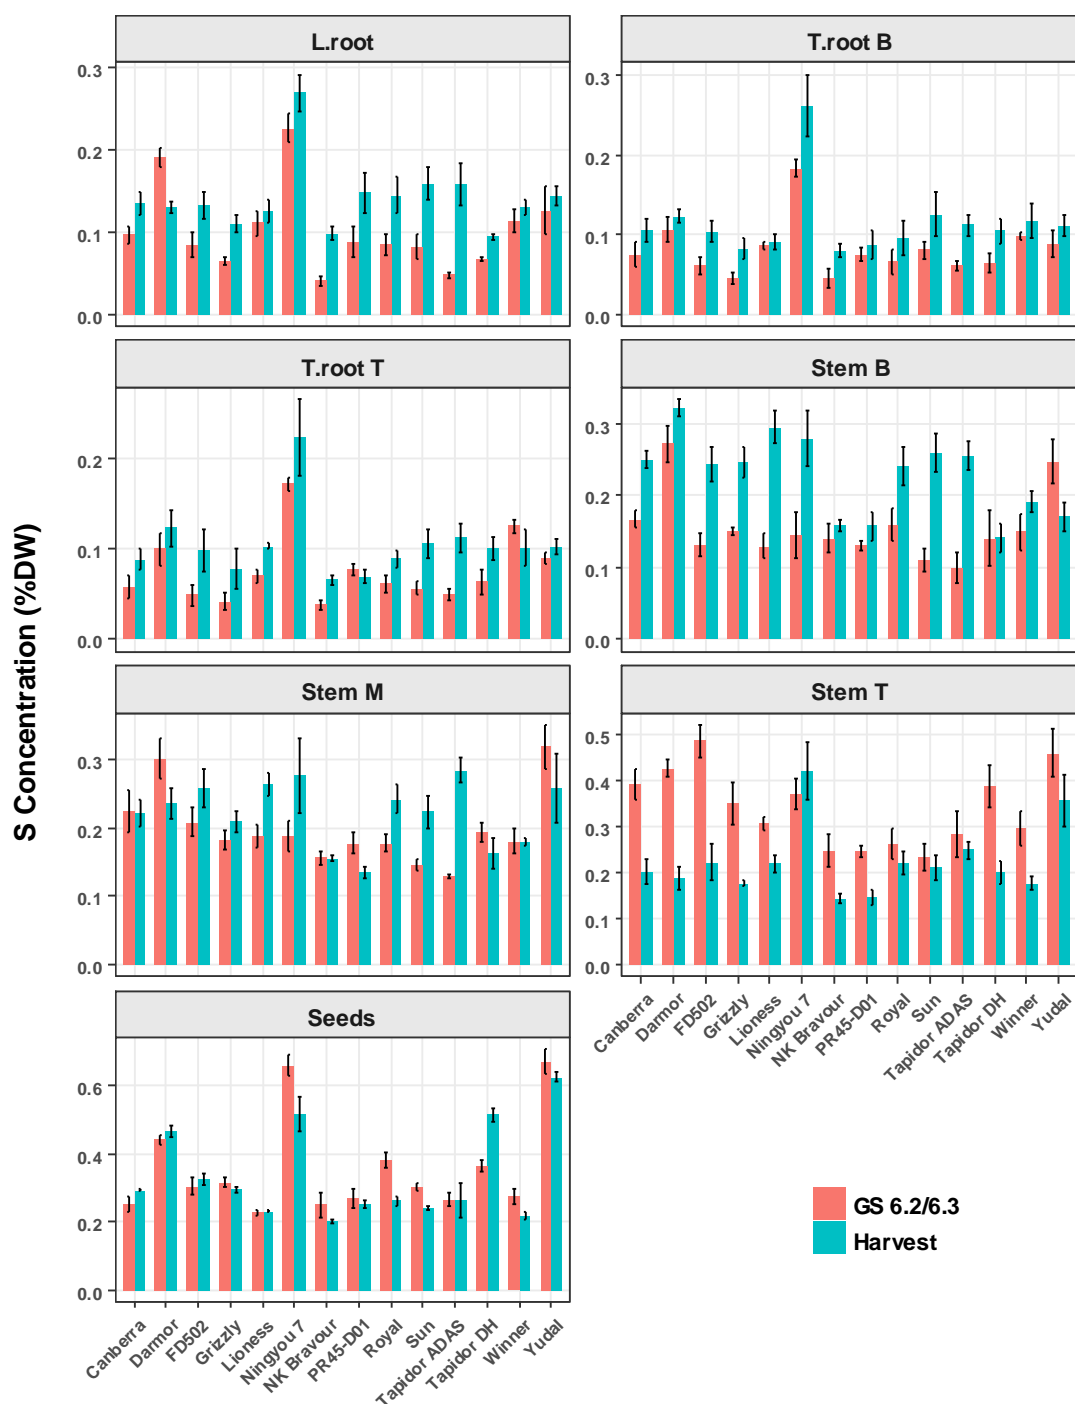 L.root
T.root B
0.3
0.2
0.1
0.0
0.3
0.2
0.1
0.0
T.root T
Stem B
0.2
0.1
0.0
0.3
0.2
0.1
0.0
S Concentration (%DW)
Stem M
Stem T
0.3
0.2
0.1
0.0
0.5
0.4
0.3
0.2
0.1
0.0
Canberra
Darmor
FD502
Grizzly
Lioness
Ningyou 7
NK Bravour
PR45-D01
Royal
Sun
Tapidor ADAS
Tapidor DH
Winner
Yudal
Seeds
0.6
0.4
0.2
0.0
Canberra
Darmor
FD502
Grizzly
Lioness
Ningyou 7
NK Bravour
PR45-D01
Royal
Sun
Tapidor ADAS
Tapidor DH
Winner
Yudal
GS 6.2/6.3
Harvest